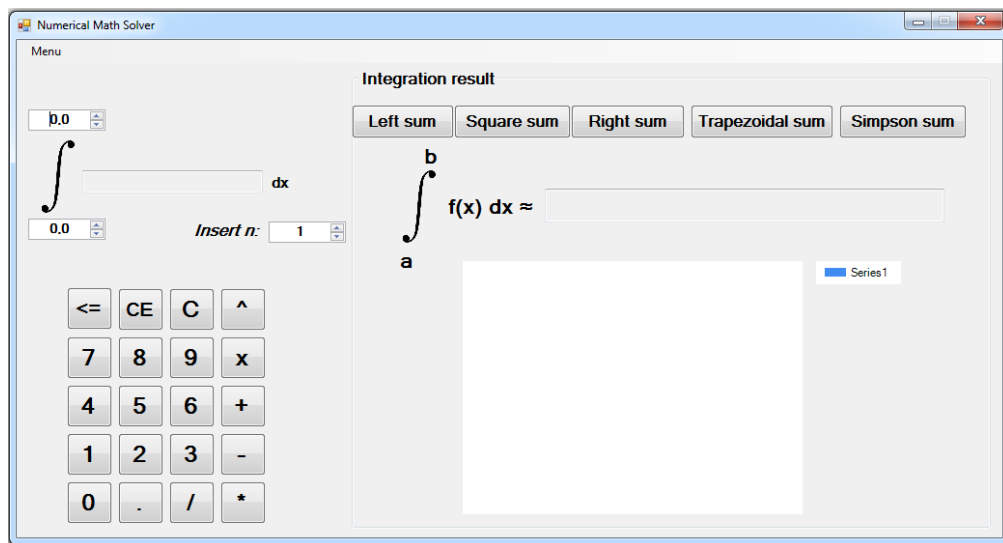 Numerical Math Solver
Menu
0.0
∫ dx
0.0
Insert n: 1
<= CE C ^
7 8 9 x
4 5 6 +
1 2 3 -
0 . / *
Integration result
Left sum Square sum Right sum Trapezoidal sum Simpson sum
b
∫ f(x) dx ≈
a
Series1